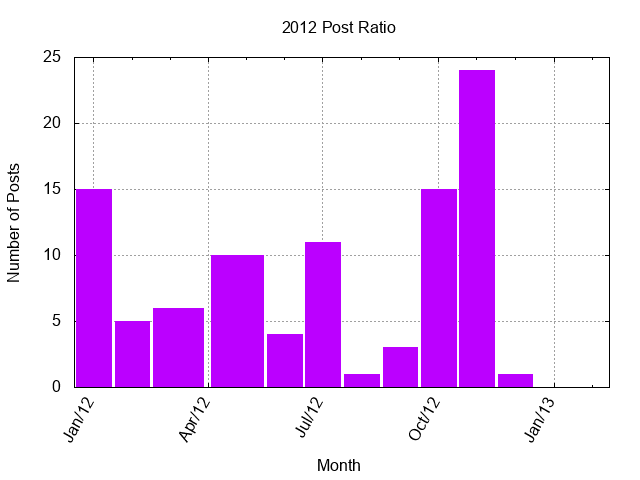 2012 Post Ratio
25
20
15
10
5
0
Number of Posts
Jan/12
Apr/12
Jul/12
Oct/12
Jan/13
Month